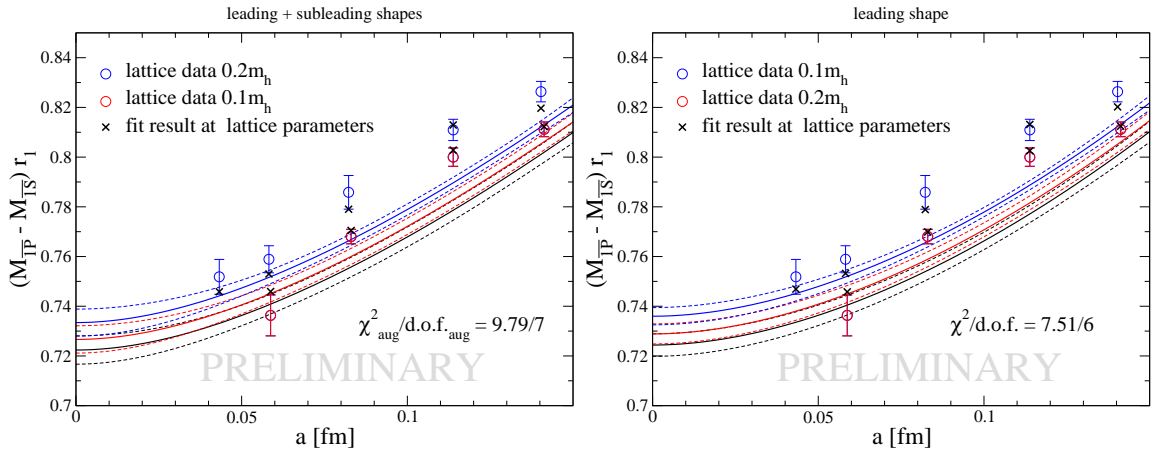 leading + subleading shapes
(M1P - M1S) r1
0.84
0.82
0.8
0.78
0.76
0.74
0.72
0.7
lattice data 0.2mh
lattice data 0.1mh
fit result at lattice parameters
χ²aug/d.o.f.aug = 9.79/7
PRELIMINARY
0
0.05
0.1
a [fm]
leading shape
(M1P - M1S) r1
0.84
0.82
0.8
0.78
0.76
0.74
0.72
0.7
lattice data 0.1mh
lattice data 0.2mh
fit result at lattice parameters
χ²/d.o.f. = 7.51/6
PRELIMINARY
0
0.05
0.1
a [fm]